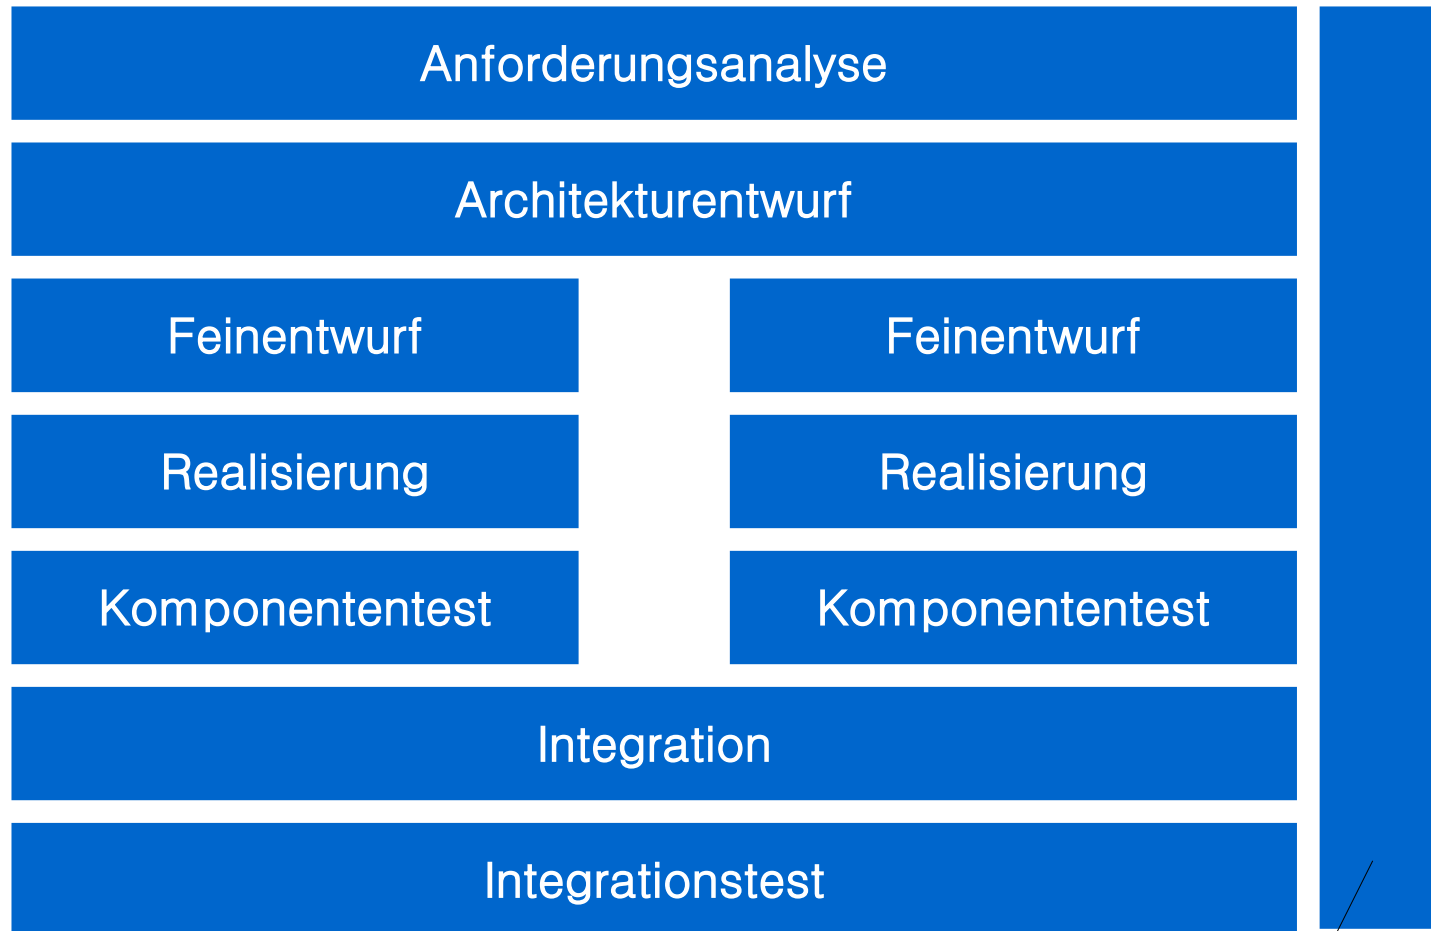 Anforderungsanalyse
Architekturentwurf
Feinentwurf
Feinentwurf
Realisierung
Realisierung
Komponententest
Komponententest
Integration
Integrationstest